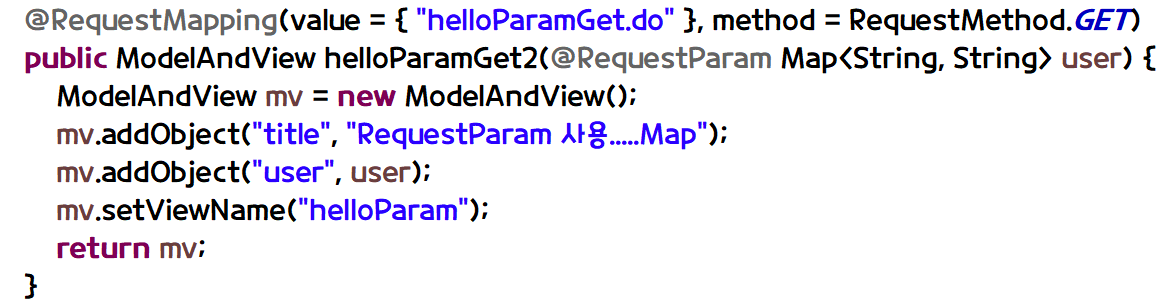 @RequestMapping(value = { "helloParamGet.do" }, method = RequestMethod.GET)
public ModelAndView helloParamGet2(@RequestParam Map<String, String> user) {
ModelAndView mv = new ModelAndView();
mv.addObject("title", "RequestParam 사용.....Map");
mv.addObject("user", user);
mv.setViewName("helloParam");
return mv;
}